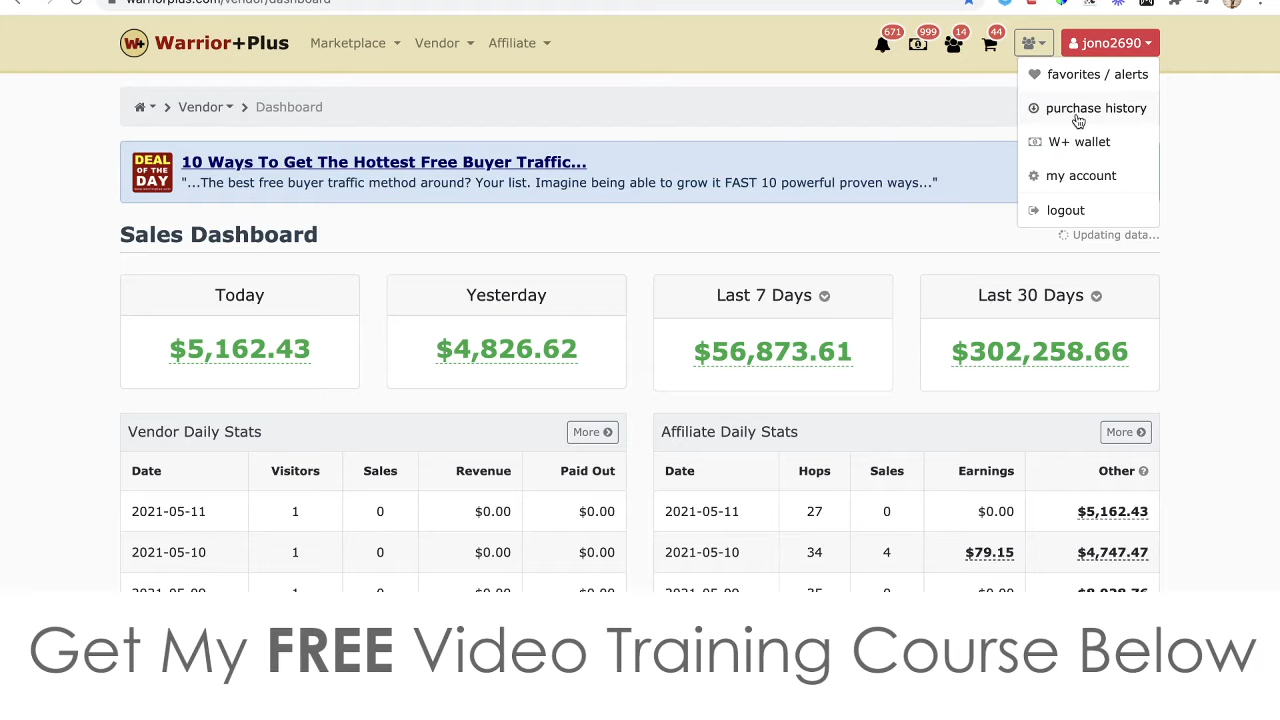 warriorplus.com/vendor/dashboard
W+ Warrior+Plus Marketplace Vendor Affiliate 671 999 14 44 jono2690
favorites / alerts
purchase history
W+ wallet
my account
logout
Vendor Dashboard
DEAL OF THE DAY
10 Ways To Get The Hottest Free Buyer Traffic...
"...The best free buyer traffic method around? Your list. Imagine being able to grow it FAST 10 powerful proven ways..."
Sales Dashboard
Updating data...
Today Yesterday Last 7 Days Last 30 Days
$5,162.43 $4,826.62 $56,873.61 $302,258.66
Vendor Daily Stats More
Date Visitors Sales Revenue Paid Out
2021-05-11 1 0 $0.00 $0.00
2021-05-10 1 0 $0.00 $0.00
Affiliate Daily Stats More
Date Hops Sales Earnings Other
2021-05-11 27 0 $0.00 $5,162.43
2021-05-10 34 4 $79.15 $4,747.47
Get My FREE Video Training Course Below